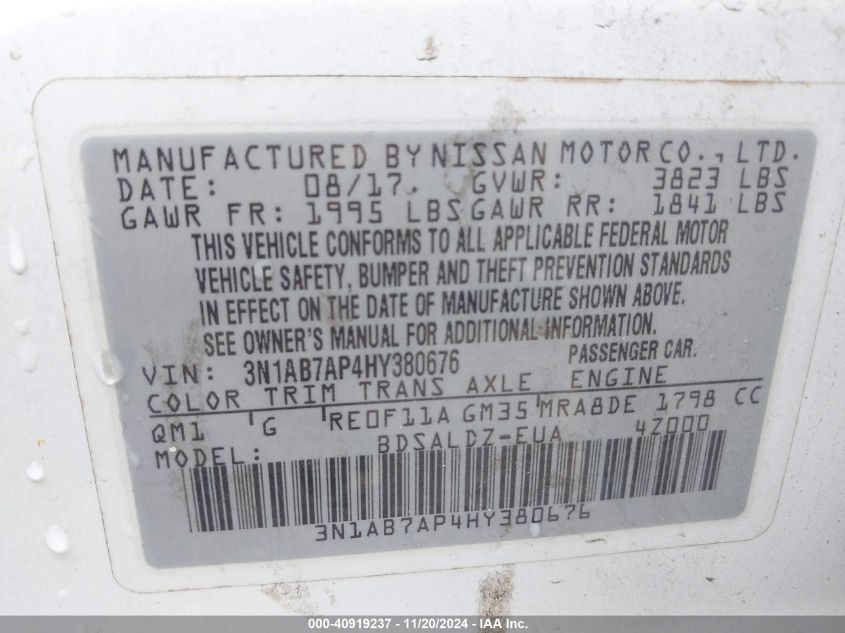 MANUFACTURED BY NISSAN MOTOR CO., LTD.
DATE: 08/17. GVWR: 3823 LBS
GAWR FR: 1995 LBS GAWR RR: 1841 LBS
THIS VEHICLE CONFORMS TO ALL APPLICABLE FEDERAL MOTOR
VEHICLE SAFETY, BUMPER AND THEFT PREVENTION STANDARDS
IN EFFECT ON THE DATE OF MANUFACTURE SHOWN ABOVE.
SEE OWNER'S MANUAL FOR ADDITIONAL INFORMATION.
VIN: 3N1AB7AP4HY380676 PASSENGER CAR.
COLOR TRIM TRANS AXLE ENGINE
QM1 G RE0F11A GM35 MRA8DE 1798 CC
MODEL: BDSALDZ-EUA 4Z000
3N1AB7AP4HY380676
000-40919237 - 11/20/2024 - IAA Inc.